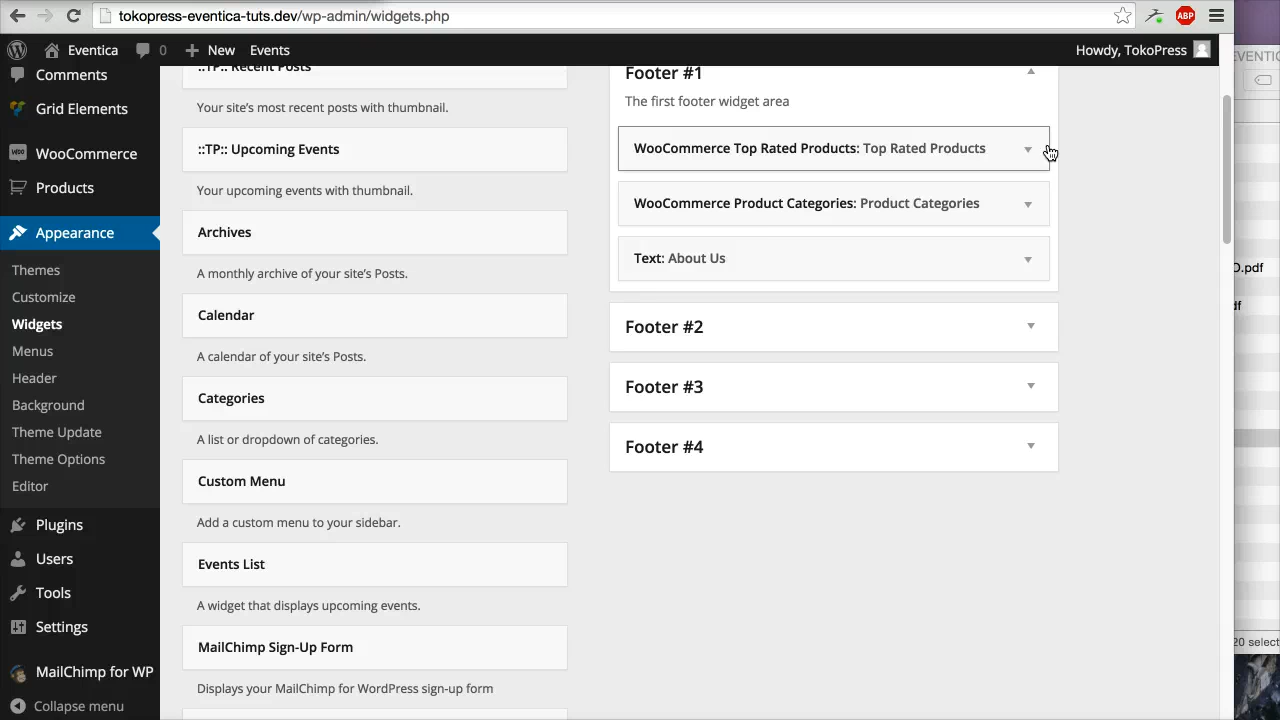 tokopress-eventica-tuts.dev/wp-admin/widgets.php
ABP
Eventica
0
New
Events
Howdy, TokoPress
Comments
Grid Elements
WooCommerce
Products
Appearance
Themes
Customize
Widgets
Menus
Header
Background
Theme Update
Theme Options
Editor
Plugins
Users
Tools
Settings
MailChimp for WP
Collapse menu
::TP:: Recent Posts
Your site's most recent posts with thumbnail.
::TP:: Upcoming Events
Your upcoming events with thumbnail.
Archives
A monthly archive of your site's Posts.
Calendar
A calendar of your site's Posts.
Categories
A list or dropdown of categories.
Custom Menu
Add a custom menu to your sidebar.
Events List
A widget that displays upcoming events.
MailChimp Sign-Up Form
Displays your MailChimp for WordPress sign-up form
Footer #1
The first footer widget area
WooCommerce Top Rated Products: Top Rated Products
WooCommerce Product Categories: Product Categories
Text: About Us
Footer #2
Footer #3
Footer #4
EVENTIC
O.pdf
df
20 select